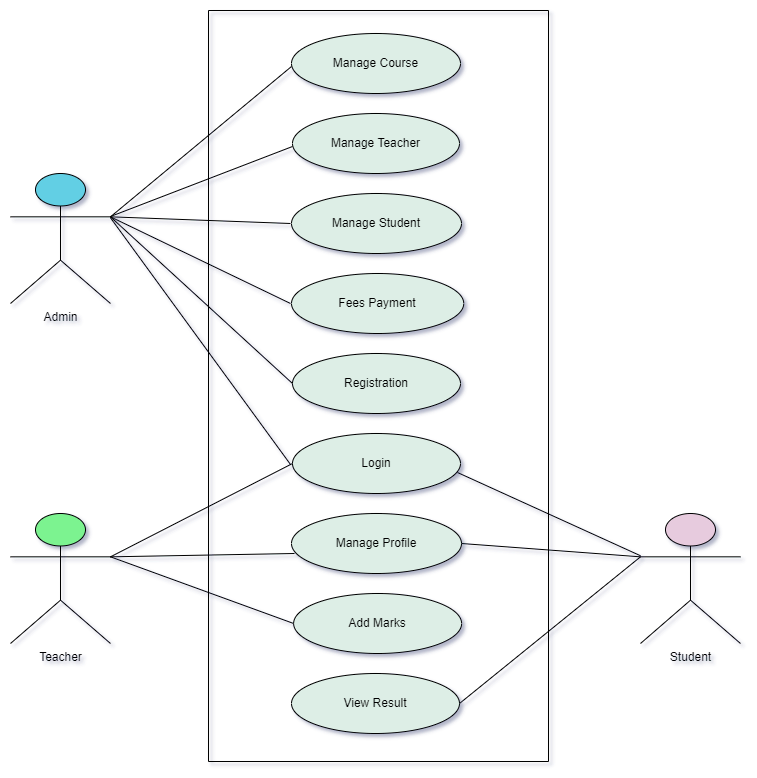 Manage Course
Manage Teacher
Manage Student
Fees Payment
Admin
Registration
Login
Manage Profile
Add Marks
Teacher
Student
View Result